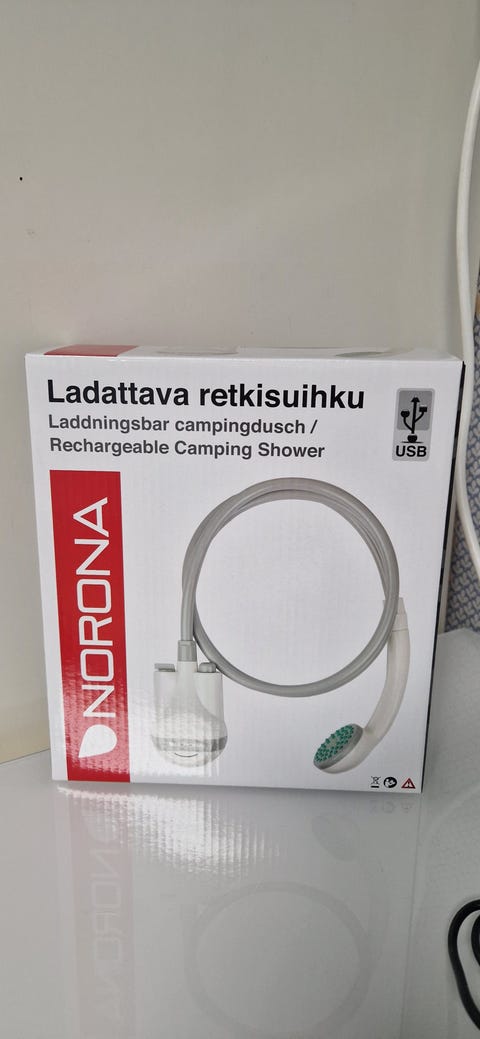 Ladattava retkisuihku
Laddningsbar campingdusch /
Rechargeable Camping Shower
USB
NORONA